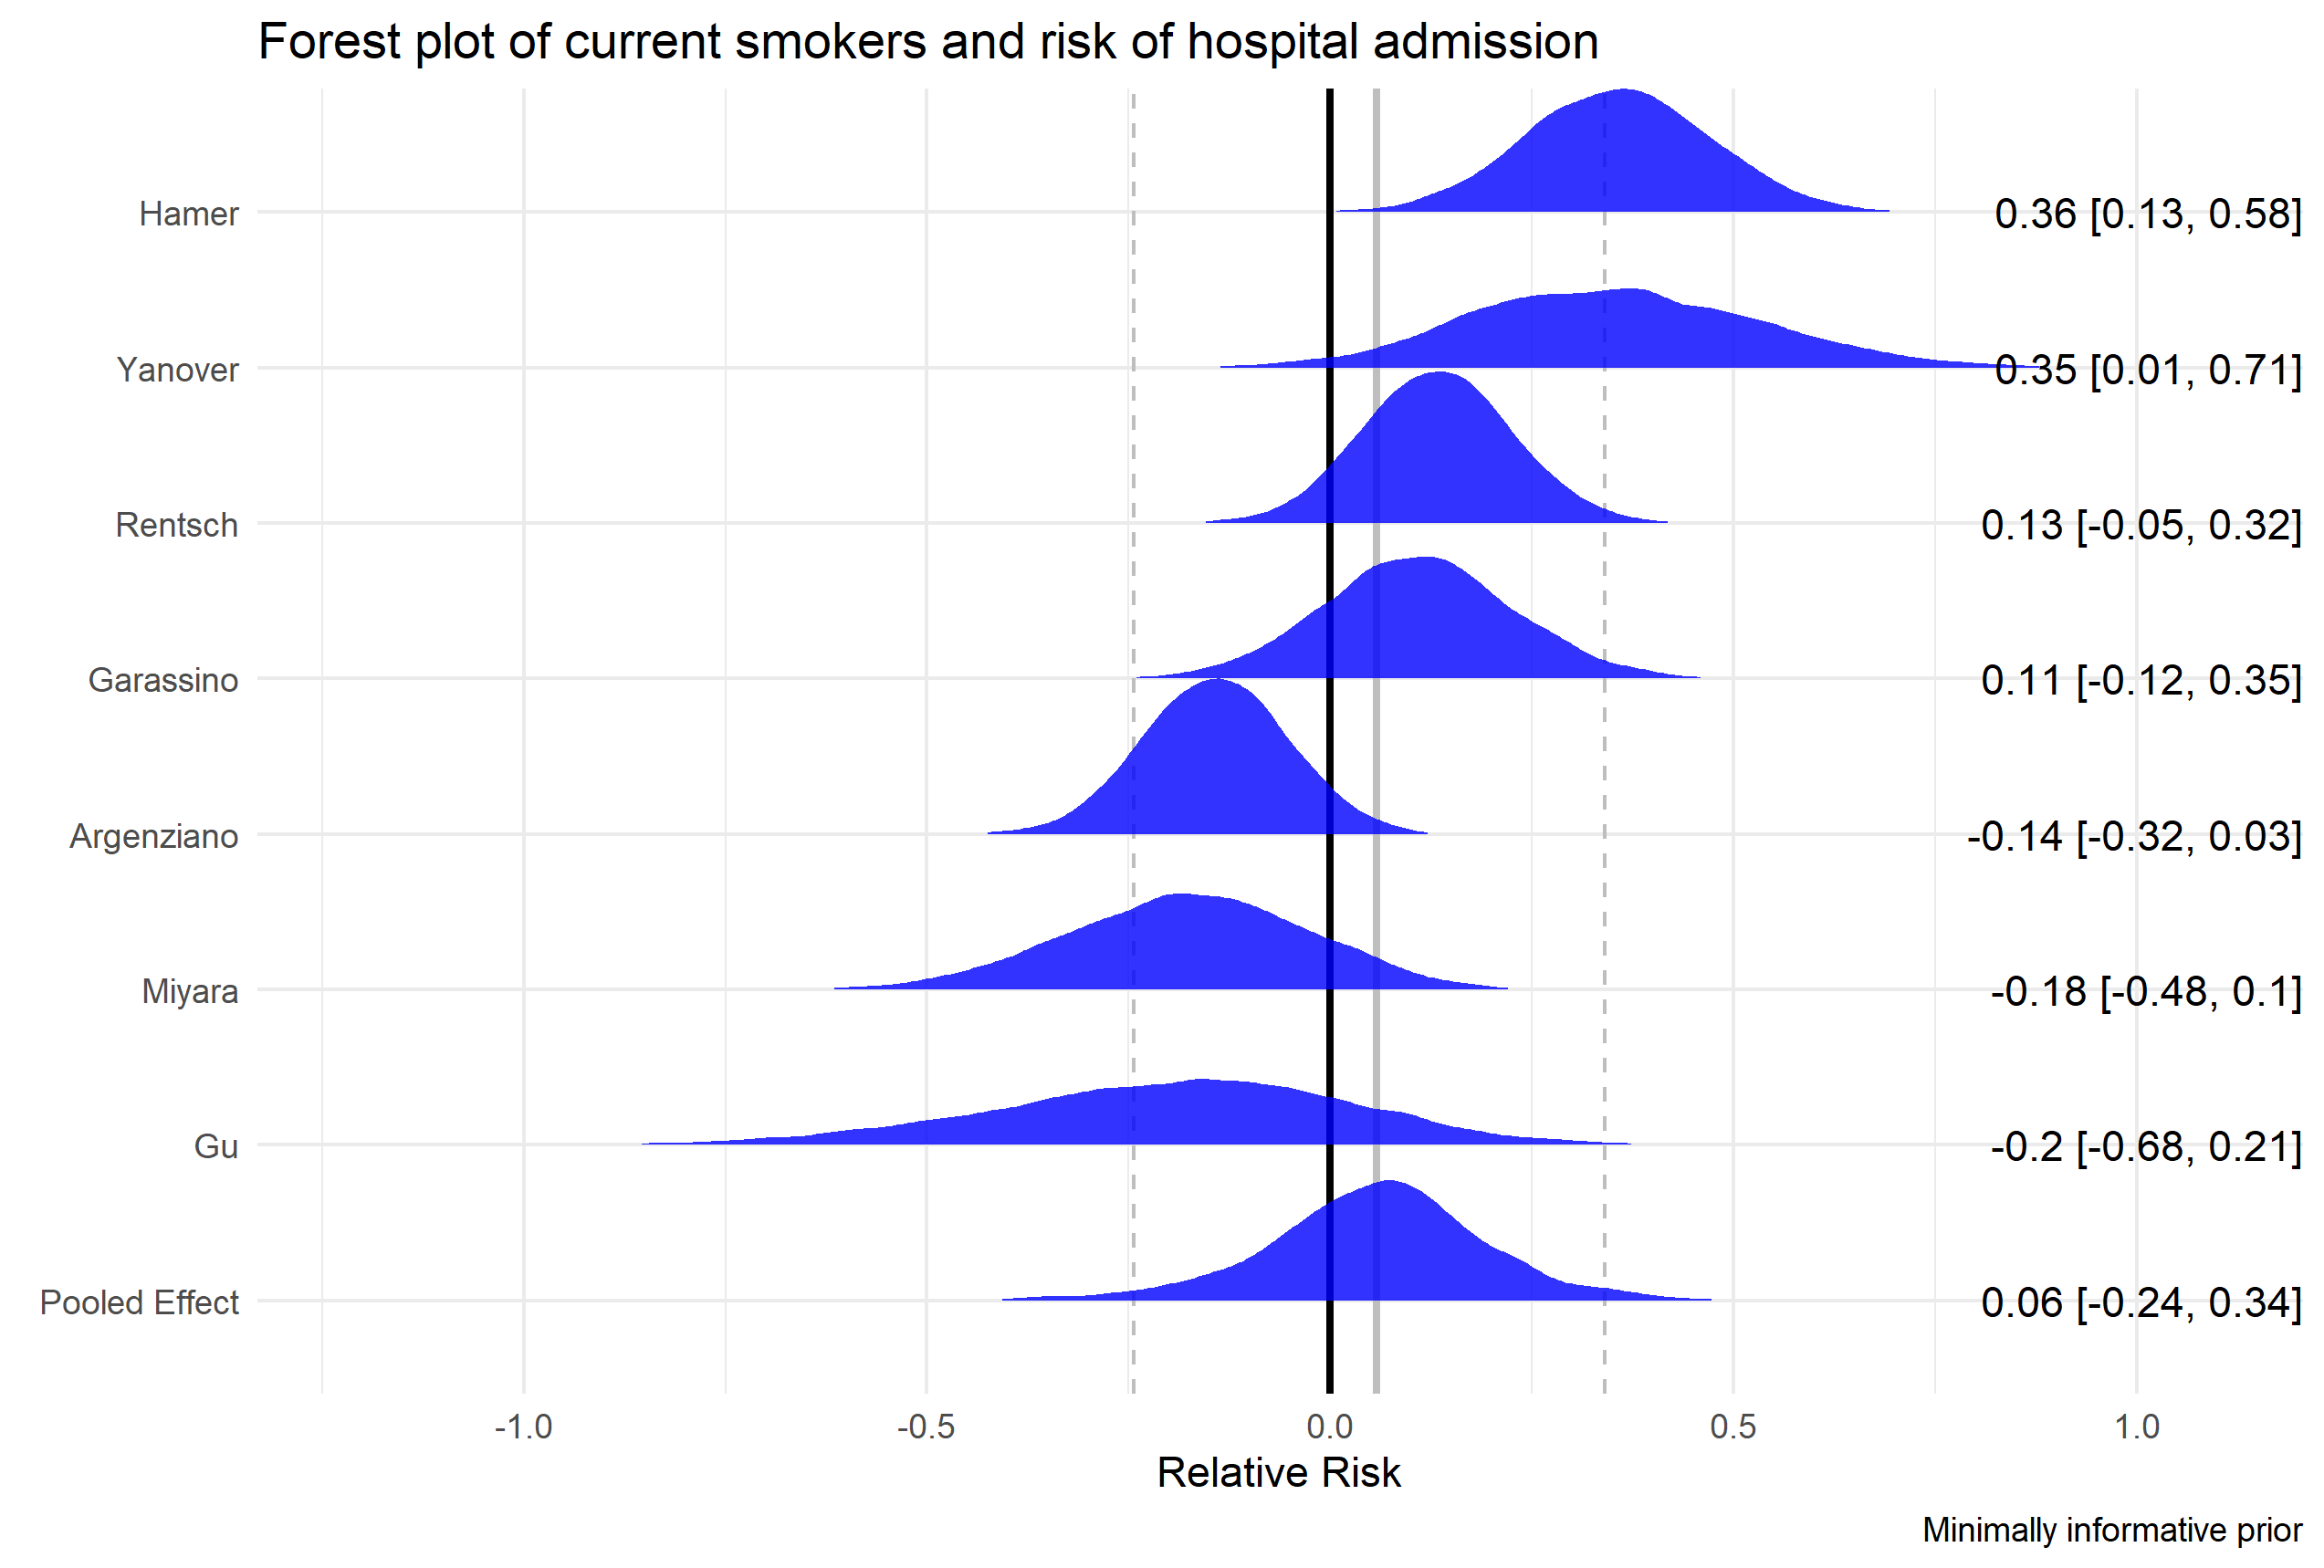 Forest plot of current smokers and risk of hospital admission
Hamer 0.36 [0.13, 0.58]
Yanover 0.35 [0.01, 0.71]
Rentsch 0.13 [-0.05, 0.32]
Garassino 0.11 [-0.12, 0.35]
Argenziano -0.14 [-0.32, 0.03]
Miyara -0.18 [-0.48, 0.1]
Gu -0.2 [-0.68, 0.21]
Pooled Effect 0.06 [-0.24, 0.34]
-1.0 -0.5 0.0 0.5 1.0
Relative Risk
Minimally informative prior